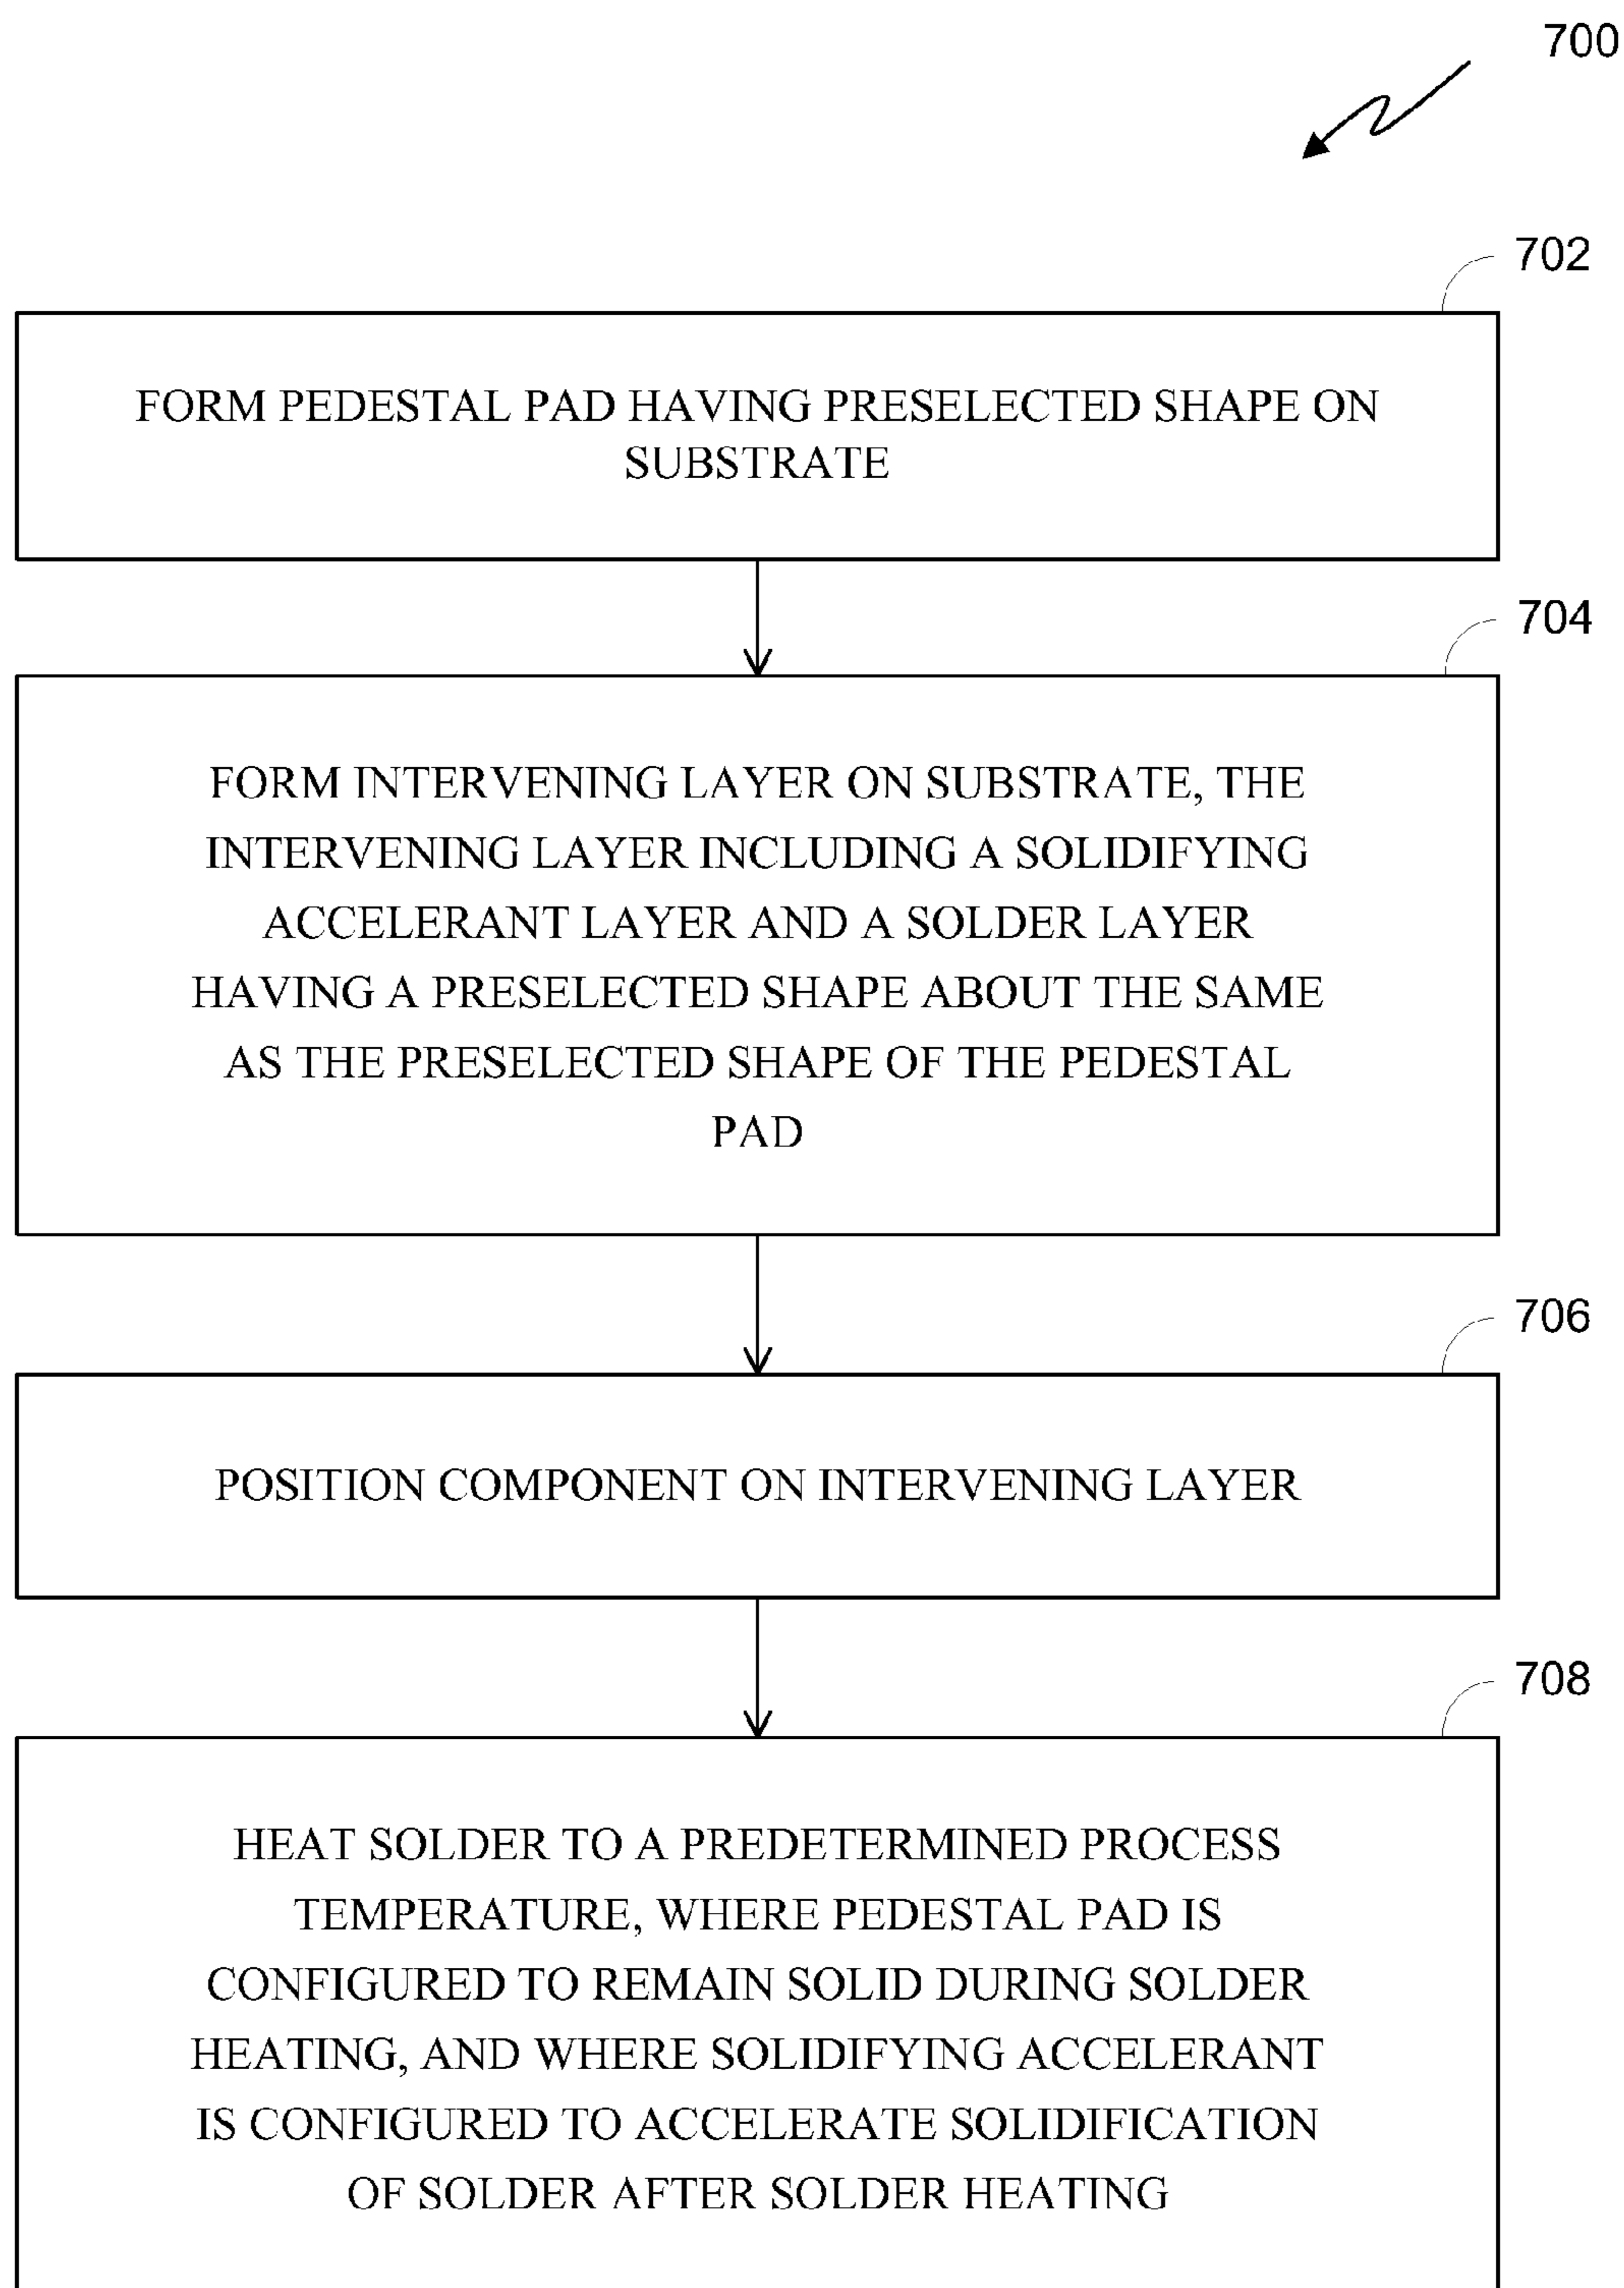 700
702
FORM PEDESTAL PAD HAVING PRESELECTED SHAPE ON
SUBSTRATE
704
FORM INTERVENING LAYER ON SUBSTRATE, THE
INTERVENING LAYER INCLUDING A SOLIDIFYING
ACCELERANT LAYER AND A SOLDER LAYER
HAVING A PRESELECTED SHAPE ABOUT THE SAME
AS THE PRESELECTED SHAPE OF THE PEDESTAL
PAD
706
POSITION COMPONENT ON INTERVENING LAYER
708
HEAT SOLDER TO A PREDETERMINED PROCESS
TEMPERATURE, WHERE PEDESTAL PAD IS
CONFIGURED TO REMAIN SOLID DURING SOLDER
HEATING, AND WHERE SOLIDIFYING ACCELERANT
IS CONFIGURED TO ACCELERATE SOLIDIFICATION
OF SOLDER AFTER SOLDER HEATING